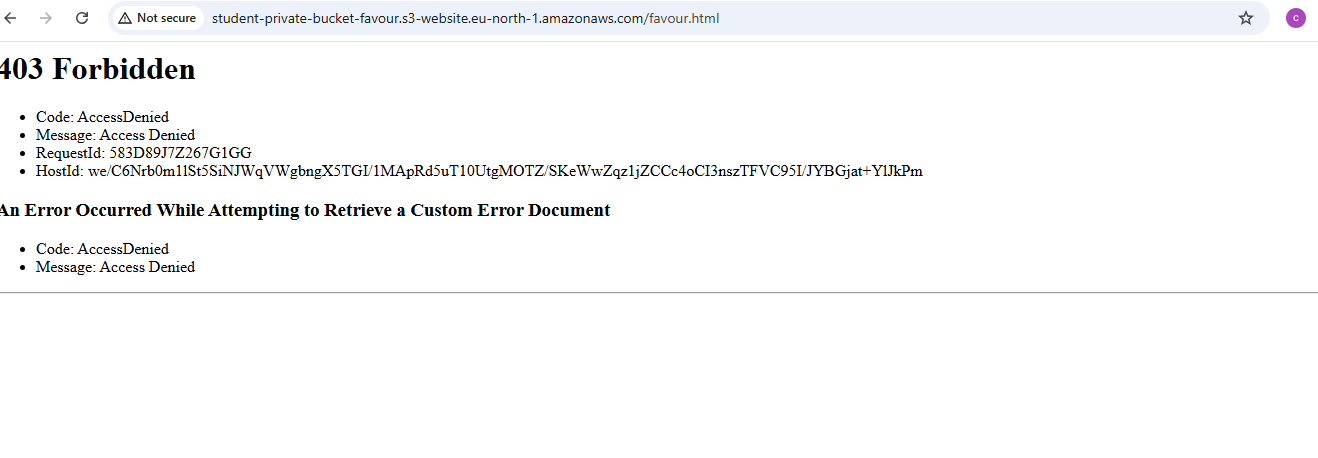 Not secure
student-private-bucket-favour.s3-website.eu-north-1.amazonaws.com/favour.html
c
403 Forbidden
• Code: AccessDenied
• Message: Access Denied
• RequestId: 583D89J7Z267G1GG
• HostId: we/C6Nrb0m1lSt5SiNJWqVWgbngX5TGI/1MApRd5uT10UtgMOTZ/SKeWwZqz1jZCCc4oCI3nszTFVC95I/JYBGjat+YlJkPm
An Error Occurred While Attempting to Retrieve a Custom Error Document
• Code: AccessDenied
• Message: Access Denied